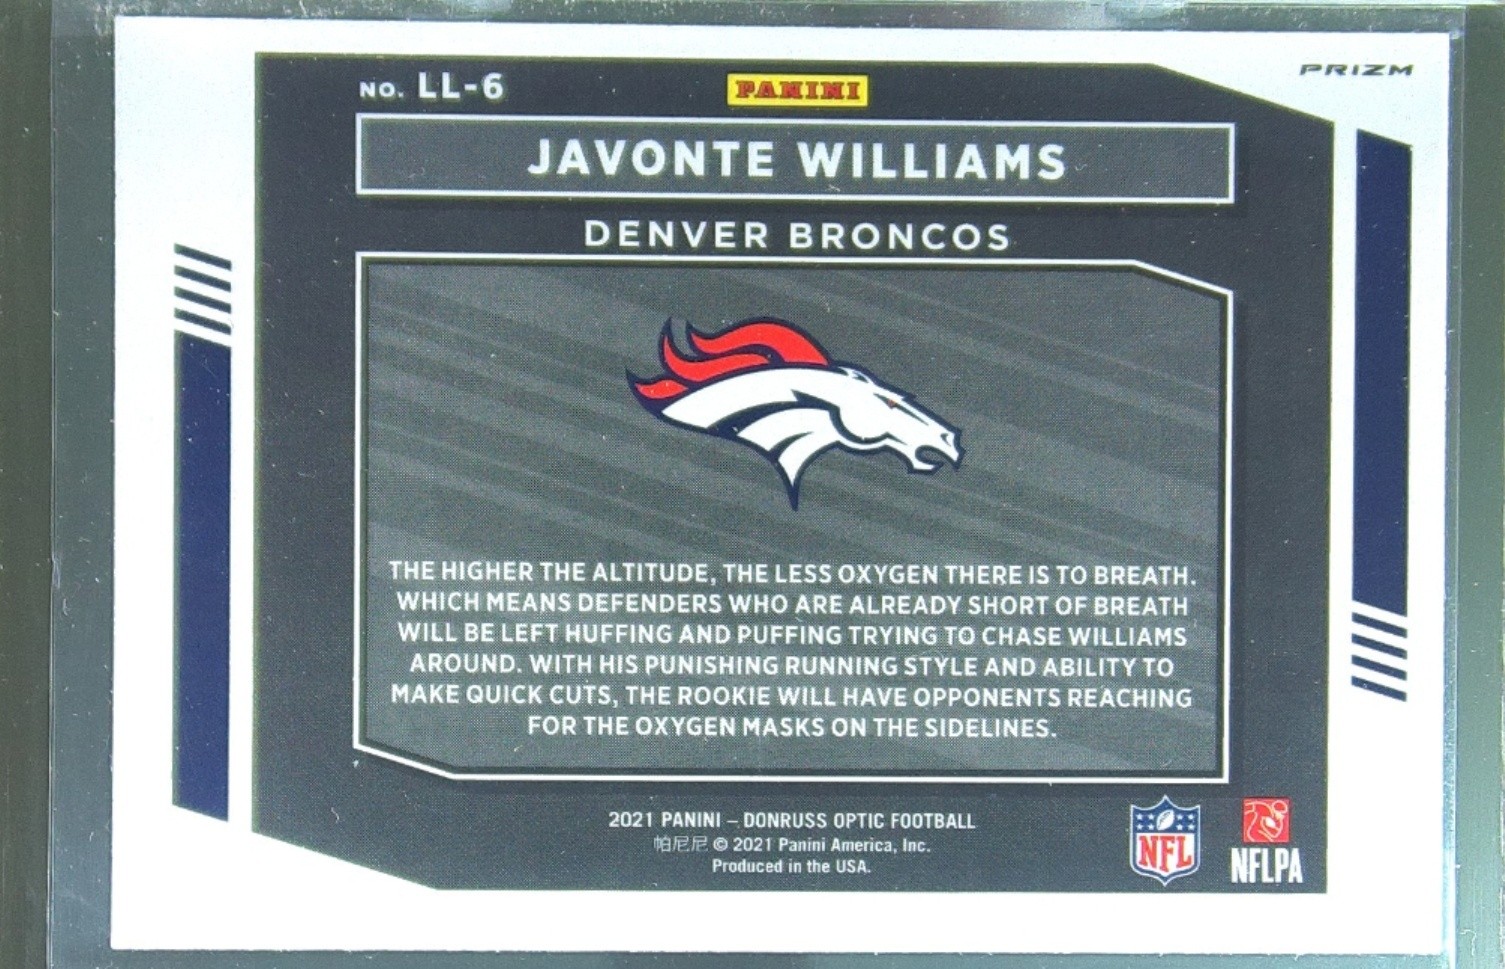 NO. LL-6
PANINI
PRIZM
JAVONTE WILLIAMS
DENVER BRONCOS
THE HIGHER THE ALTITUDE, THE LESS OXYGEN THERE IS TO BREATH.
WHICH MEANS DEFENDERS WHO ARE ALREADY SHORT OF BREATH
WILL BE LEFT HUFFING AND PUFFING TRYING TO CHASE WILLIAMS
AROUND. WITH HIS PUNISHING RUNNING STYLE AND ABILITY TO
MAKE QUICK CUTS, THE ROOKIE WILL HAVE OPPONENTS REACHING
FOR THE OXYGEN MASKS ON THE SIDELINES.
2021 PANINI – DONRUSS OPTIC FOOTBALL
帕尼尼 © 2021 Panini America, Inc.
Produced in the USA.
NFL
NFLPA